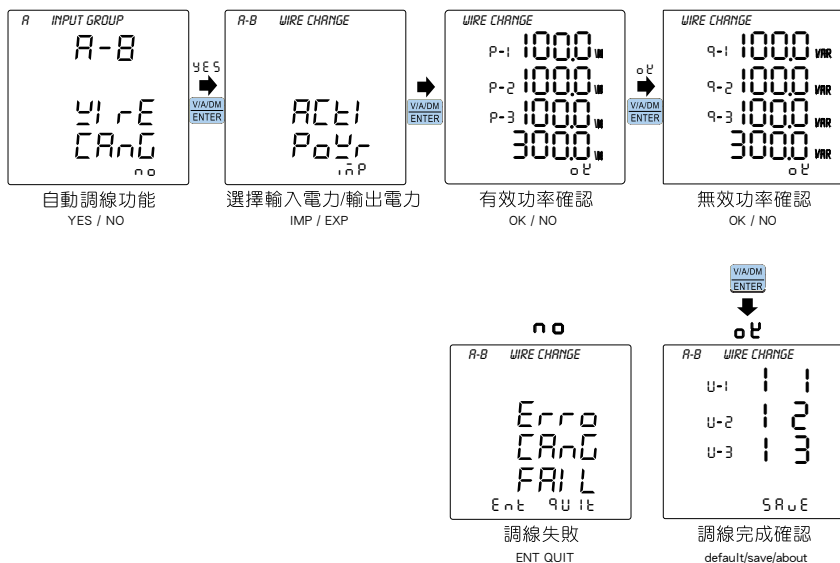 A INPUT GROUP
A-8
YI rE
CAnG
no
自動調線功能
YES / NO
YES
V/A/DM
ENTER
A-B WIRE CHANGE
ACtI
PoYr
imP
選擇輸入電力/輸出電力
IMP / EXP
V/A/DM
ENTER
WIRE CHANGE
P-1 100.0 W
P-2 100.0 W
P-3 100.0 W
300.0 W
oK
有效功率確認
OK / NO
oK
V/A/DM
ENTER
WIRE CHANGE
q-1 100.0 VAR
q-2 100.0 VAR
q-3 100.0 VAR
300.0 VAR
oK
無效功率確認
OK / NO
V/A/DM
ENTER
no
A-B WIRE CHANGE
Erro
CAnG
FAIL
Ent qUIt
調線失敗
ENT QUIT
oK
A-B WIRE CHANGE
U-1 1 1
U-2 1 2
U-3 1 3
SAvE
調線完成確認
default/save/about